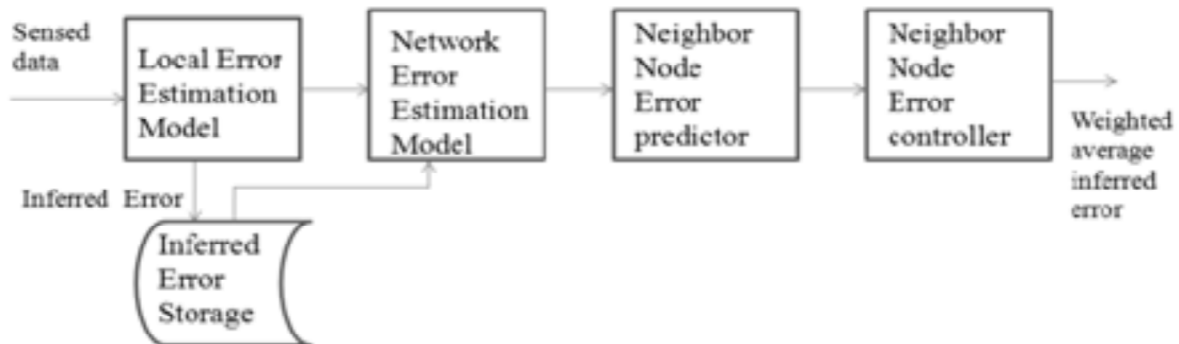 Sensed
data
Local Error
Estimation
Model
Network
Error
Estimation
Model
Neighbor
Node
Error
predictor
Neighbor
Node
Error
controller
Weighted
average
inferred
error
Inferred Error
Inferred
Error
Storage